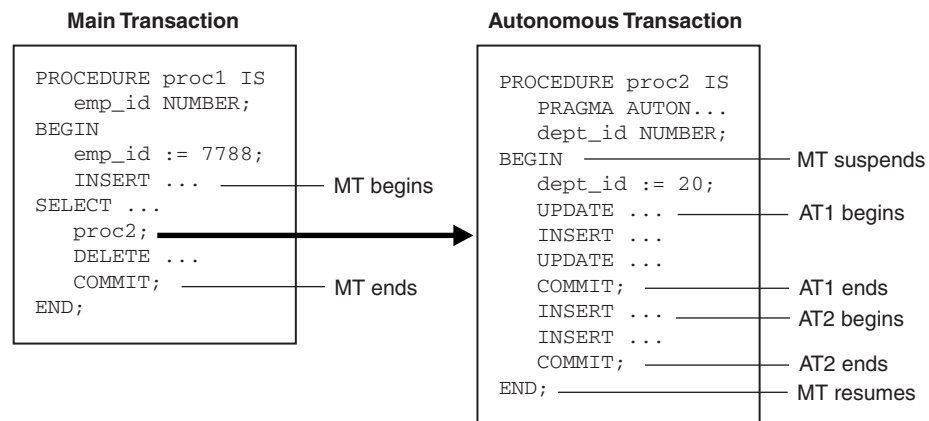 Main Transaction
PROCEDURE proc1 IS
emp_id NUMBER;
BEGIN
emp_id := 7788;
INSERT ... MT begins
SELECT ...
proc2;
DELETE ...
COMMIT; MT ends
END;
Autonomous Transaction
PROCEDURE proc2 IS
PRAGMA AUTON...
dept_id NUMBER;
BEGIN MT suspends
dept_id := 20;
UPDATE ... AT1 begins
INSERT ...
UPDATE ...
COMMIT; AT1 ends
INSERT ... AT2 begins
INSERT ...
COMMIT; AT2 ends
END; MT resumes